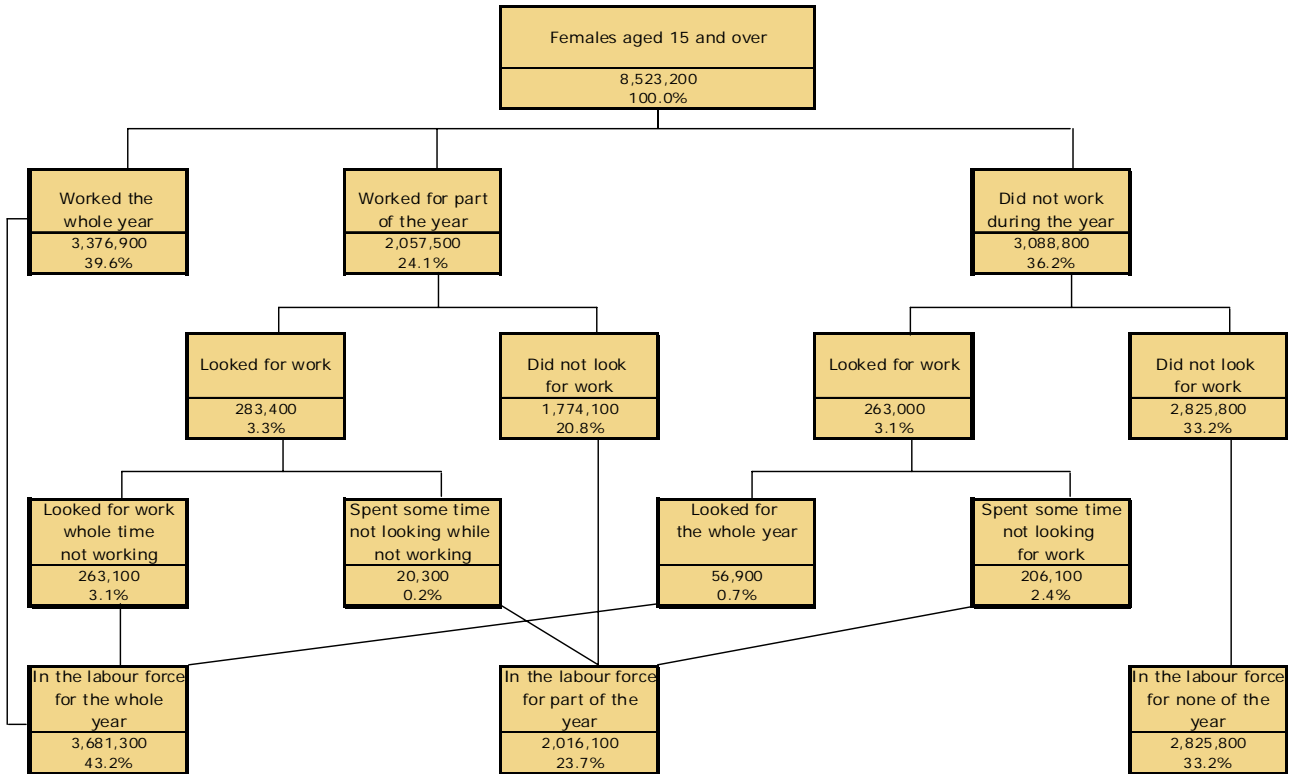 Females aged 15 and over
8,523,200
100.0%
Worked the
whole year
3,376,900
39.6%
Worked for part
of the year
2,057,500
24.1%
Did not work
during the year
3,088,800
36.2%
Looked for work
283,400
3.3%
Did not look
for work
1,774,100
20.8%
Looked for work
263,000
3.1%
Did not look
for work
2,825,800
33.2%
Looked for work
whole time
not working
263,100
3.1%
Spent some time
not looking while
not working
20,300
0.2%
Looked for
the whole year
56,900
0.7%
Spent some time
not looking
for work
206,100
2.4%
In the labour force
for the whole
year
3,681,300
43.2%
In the labour force
for part of the
year
2,016,100
23.7%
In the labour force
for none of the
year
2,825,800
33.2%